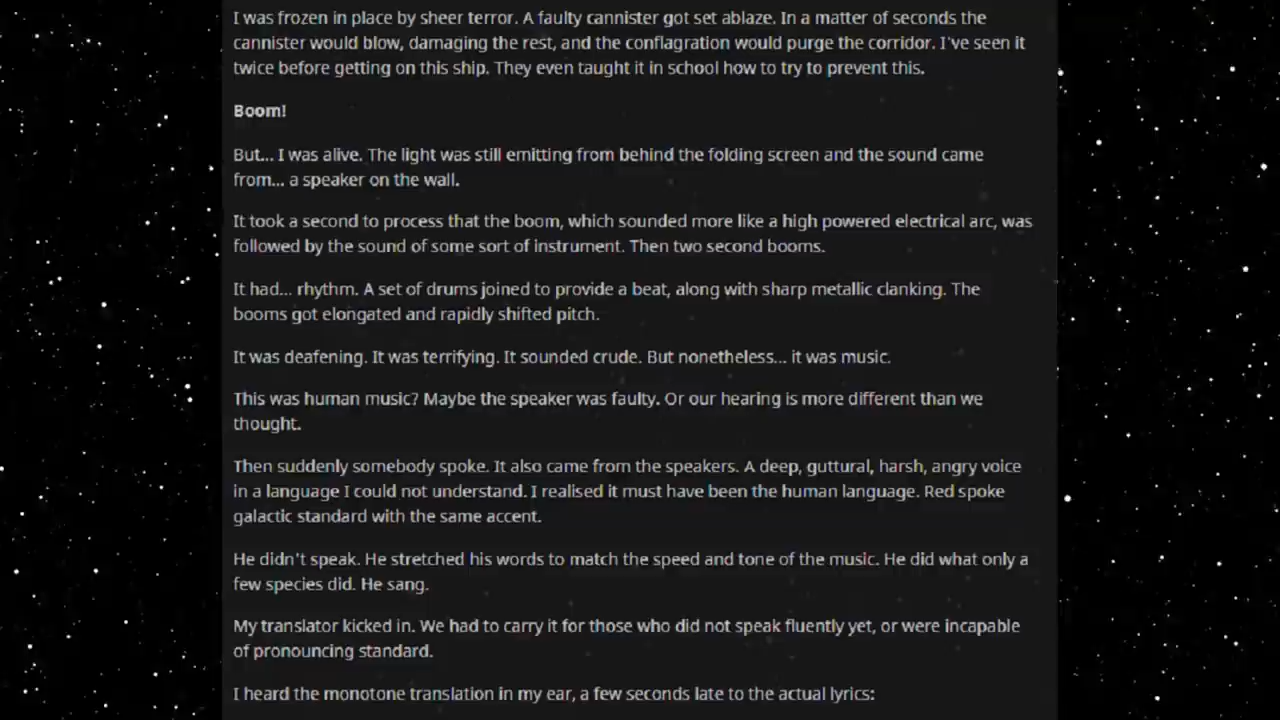 I was frozen in place by sheer terror. A faulty cannister got set ablaze. In a matter of seconds the
cannister would blow, damaging the rest, and the conflagration would purge the corridor. I've seen it
twice before getting on this ship. They even taught it in school how to try to prevent this.
Boom!
But... I was alive. The light was still emitting from behind the folding screen and the sound came
from... a speaker on the wall.
It took a second to process that the boom, which sounded more like a high powered electrical arc, was
followed by the sound of some sort of instrument. Then two second booms.
It had... rhythm. A set of drums joined to provide a beat, along with sharp metallic clanking. The
booms got elongated and rapidly shifted pitch.
It was deafening. It was terrifying. It sounded crude. But nonetheless... it was music.
This was human music? Maybe the speaker was faulty. Or our hearing is more different than we
thought.
Then suddenly somebody spoke. It also came from the speakers. A deep, guttural, harsh, angry voice
in a language I could not understand. I realised it must have been the human language. Red spoke
galactic standard with the same accent.
He didn't speak. He stretched his words to match the speed and tone of the music. He did what only a
few species did. He sang.
My translator kicked in. We had to carry it for those who did not speak fluently yet, or were incapable
of pronouncing standard.
I heard the monotone translation in my ear, a few seconds late to the actual lyrics: